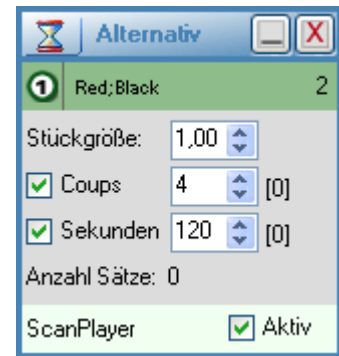 Alternativ
1 Red;Black 2
Stückgröße: 1,00
Coups 4 [0]
Sekunden 120 [0]
Anzahl Sätze: 0
ScanPlayer Aktiv